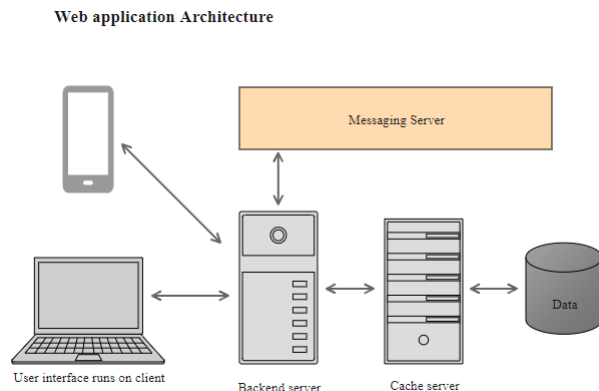 Web application Architecture
Messaging Server
Data
User interface runs on client
Backend server
Cache server